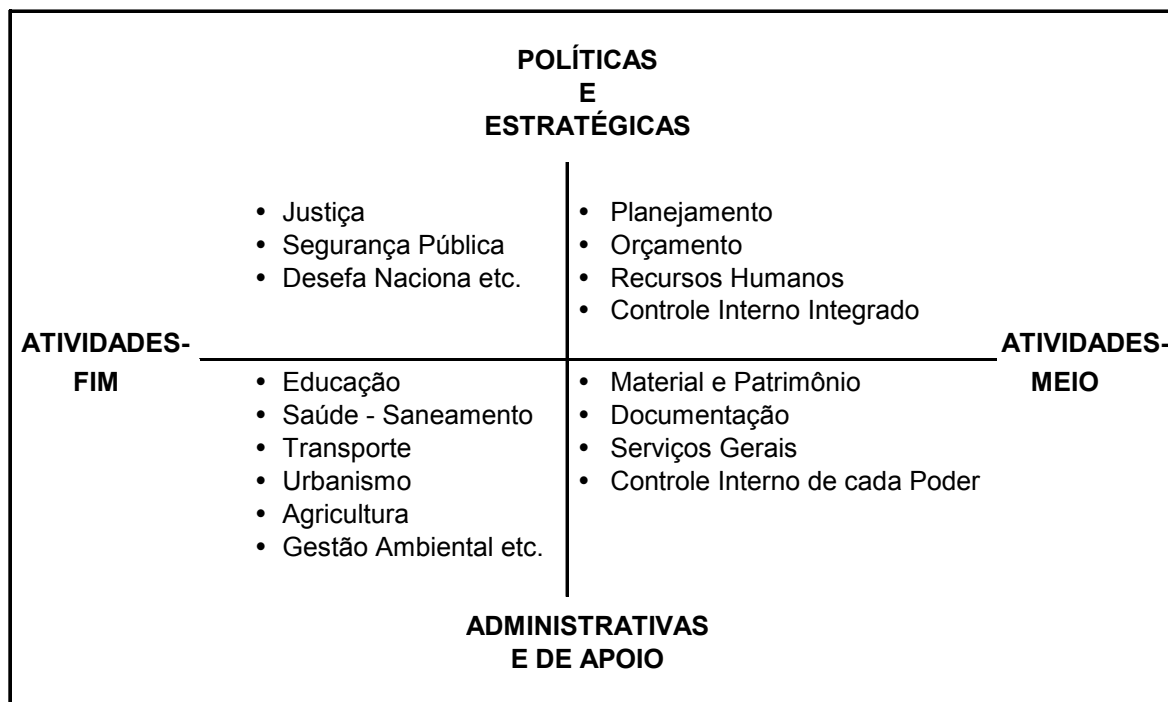 POLÍTICAS
E
ESTRATÉGICAS
• Justiça
• Segurança Pública
• Desefa Naciona etc.
• Planejamento
• Orçamento
• Recursos Humanos
• Controle Interno Integrado
ATIVIDADES-
FIM
ATIVIDADES-
MEIO
• Educação
• Saúde - Saneamento
• Transporte
• Urbanismo
• Agricultura
• Gestão Ambiental etc.
• Material e Patrimônio
• Documentação
• Serviços Gerais
• Controle Interno de cada Poder
ADMINISTRATIVAS
E DE APOIO